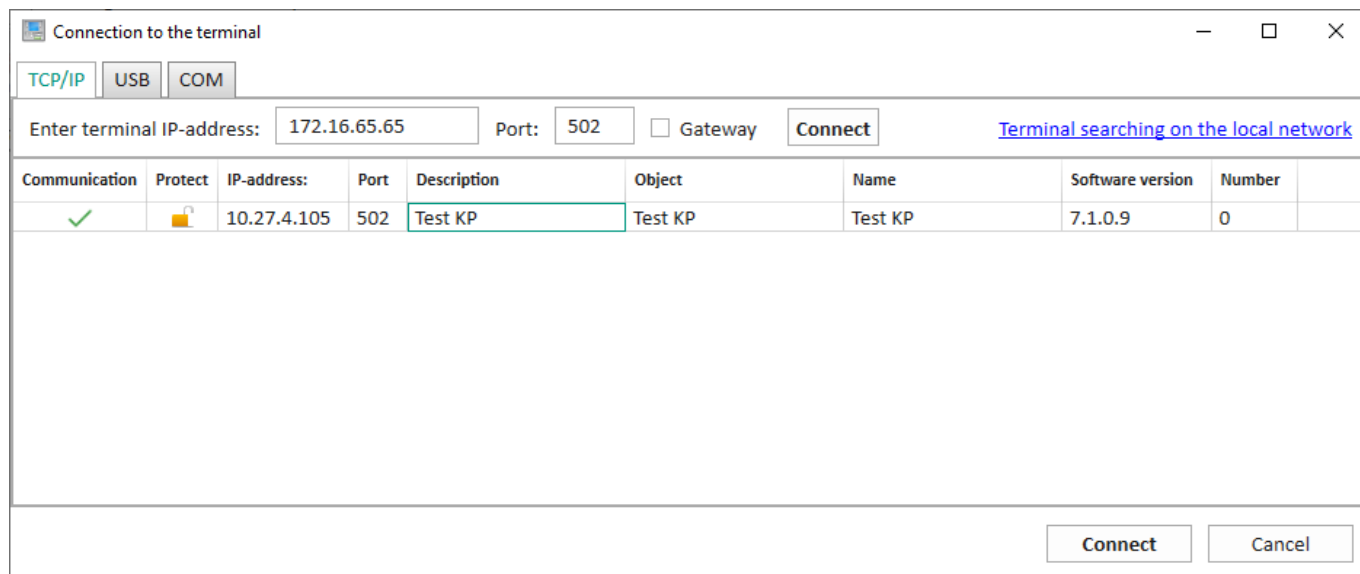 Connection to the terminal
TCP/IP USB COM
Enter terminal IP-address: 172.16.65.65 Port: 502 Gateway Connect Terminal searching on the local network
Communication Protect IP-address: Port Description Object Name Software version Number
10.27.4.105 502 Test KP Test KP Test KP 7.1.0.9 0
Connect Cancel